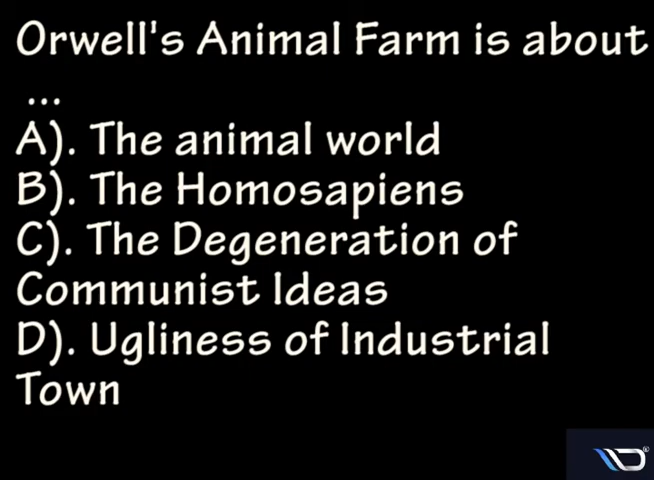 Orwell's Animal Farm is about
...
A). The animal world
B). The Homosapiens
C). The Degeneration of
Communist Ideas
D). Ugliness of Industrial
Town